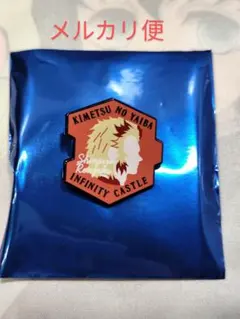 メルカリ便
KIMETSU NO YAIBA
INFINITY CASTLE